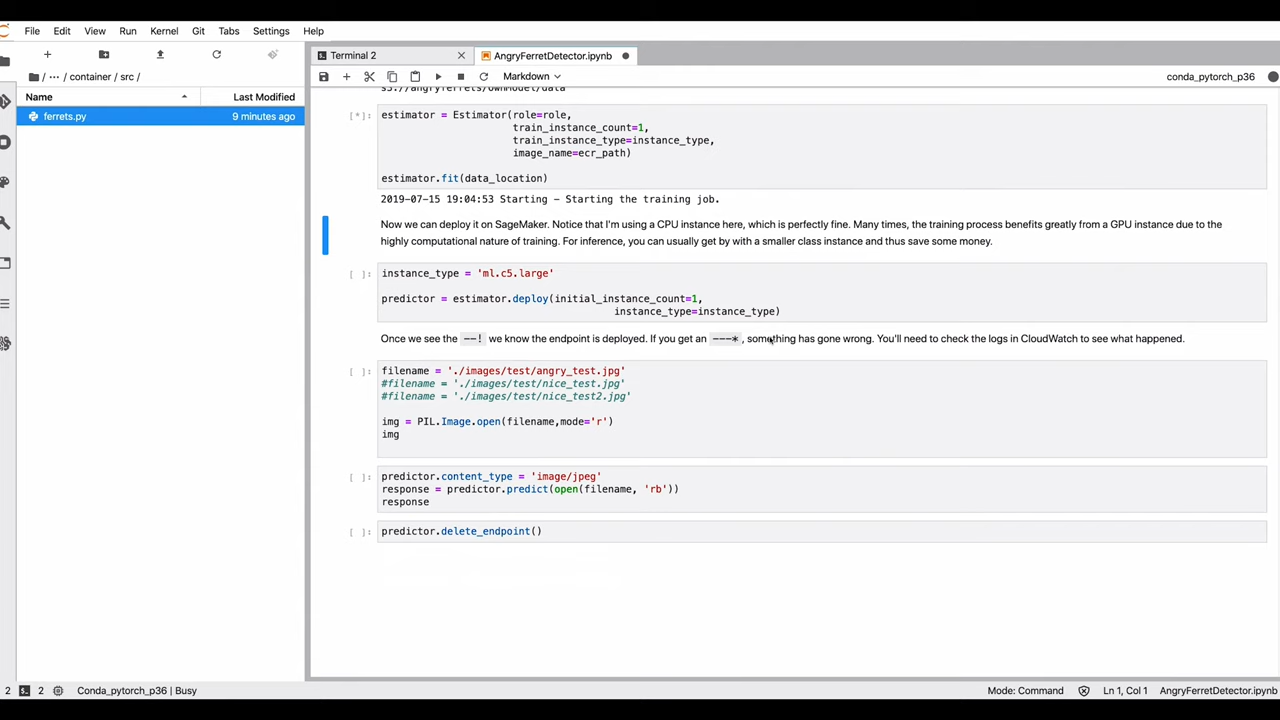 File Edit View Run Kernel Git Tabs Settings Help
Terminal 2
AngryFerretDetector.ipynb
/ ··· / container / src /
Markdown
conda_pytorch_p36
Name
Last Modified
ferrets.py
9 minutes ago
s3://angryferrets/ownModel/data
[*]:
estimator = Estimator(role=role,
train_instance_count=1,
train_instance_type=instance_type,
image_name=ecr_path)
estimator.fit(data_location)
2019-07-15 19:04:53 Starting - Starting the training job.
Now we can deploy it on SageMaker. Notice that I'm using a CPU instance here, which is perfectly fine. Many times, the training process benefits greatly from a GPU instance due to the
highly computational nature of training. For inference, you can usually get by with a smaller class instance and thus save some money.
[ ]:
instance_type = 'ml.c5.large'
predictor = estimator.deploy(initial_instance_count=1,
instance_type=instance_type)
Once we see the --! we know the endpoint is deployed. If you get an ---* , something has gone wrong. You'll need to check the logs in CloudWatch to see what happened.
[ ]:
filename = './images/test/angry_test.jpg'
#filename = './images/test/nice_test.jpg'
#filename = './images/test/nice_test2.jpg'
img = PIL.Image.open(filename,mode='r')
img
[ ]:
predictor.content_type = 'image/jpeg'
response = predictor.predict(open(filename, 'rb'))
response
[ ]:
predictor.delete_endpoint()
2
2
Conda_pytorch_p36 | Busy
Mode: Command
Ln 1, Col 1
AngryFerretDetector.ipynb